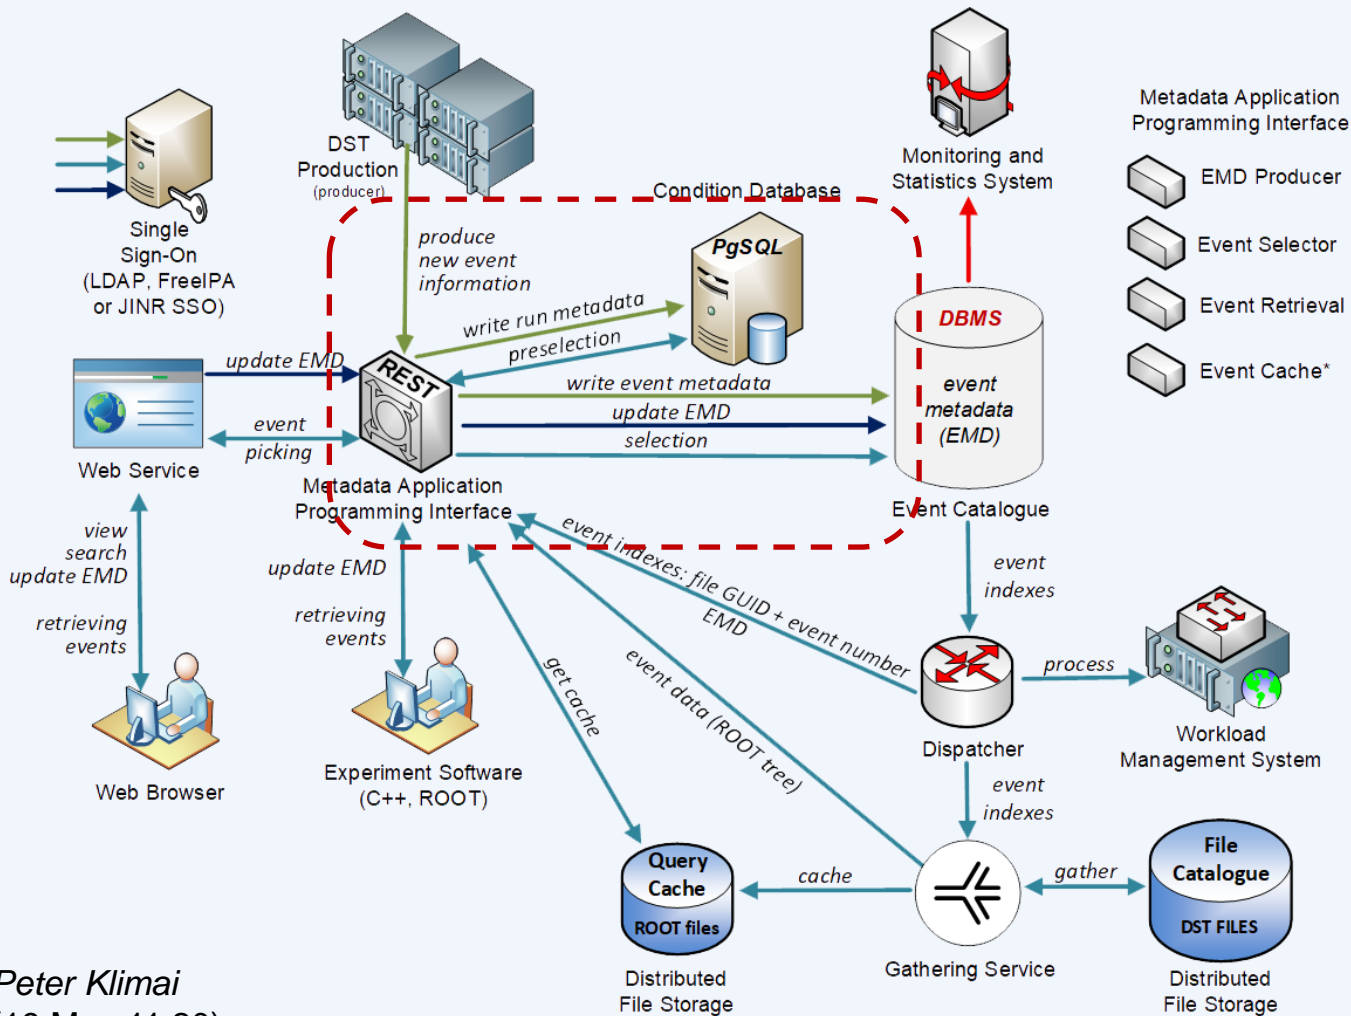 DST
Production
(producer)
Single
Sign-On
(LDAP, FreeIPA
or JINR SSO)
Condition Database
PgSQL
Monitoring and
Statistics System
Metadata Application
Programming Interface
EMD Producer
Event Selector
Event Retrieval
Event Cache*
produce
new event
information
write run metadata
preselection
update EMD
REST
write event metadata
update EMD
selection
DBMS
event
metadata
(EMD)
Event Catalogue
event
picking
Web Service
Metadata Application
Programming Interface
view
search
update EMD
retrieving
events
Web Browser
update EMD
retrieving
events
Experiment Software
(C++, ROOT)
event indexes: file GUID + event number
EMD
event data (ROOT tree)
get cache
event
indexes
Dispatcher
process
Workload
Management System
event
indexes
Query
Cache
ROOT files
Distributed
File Storage
cache
Gathering Service
gather
File
Catalogue
DST FILES
Distributed
File Storage
Peter Klimai